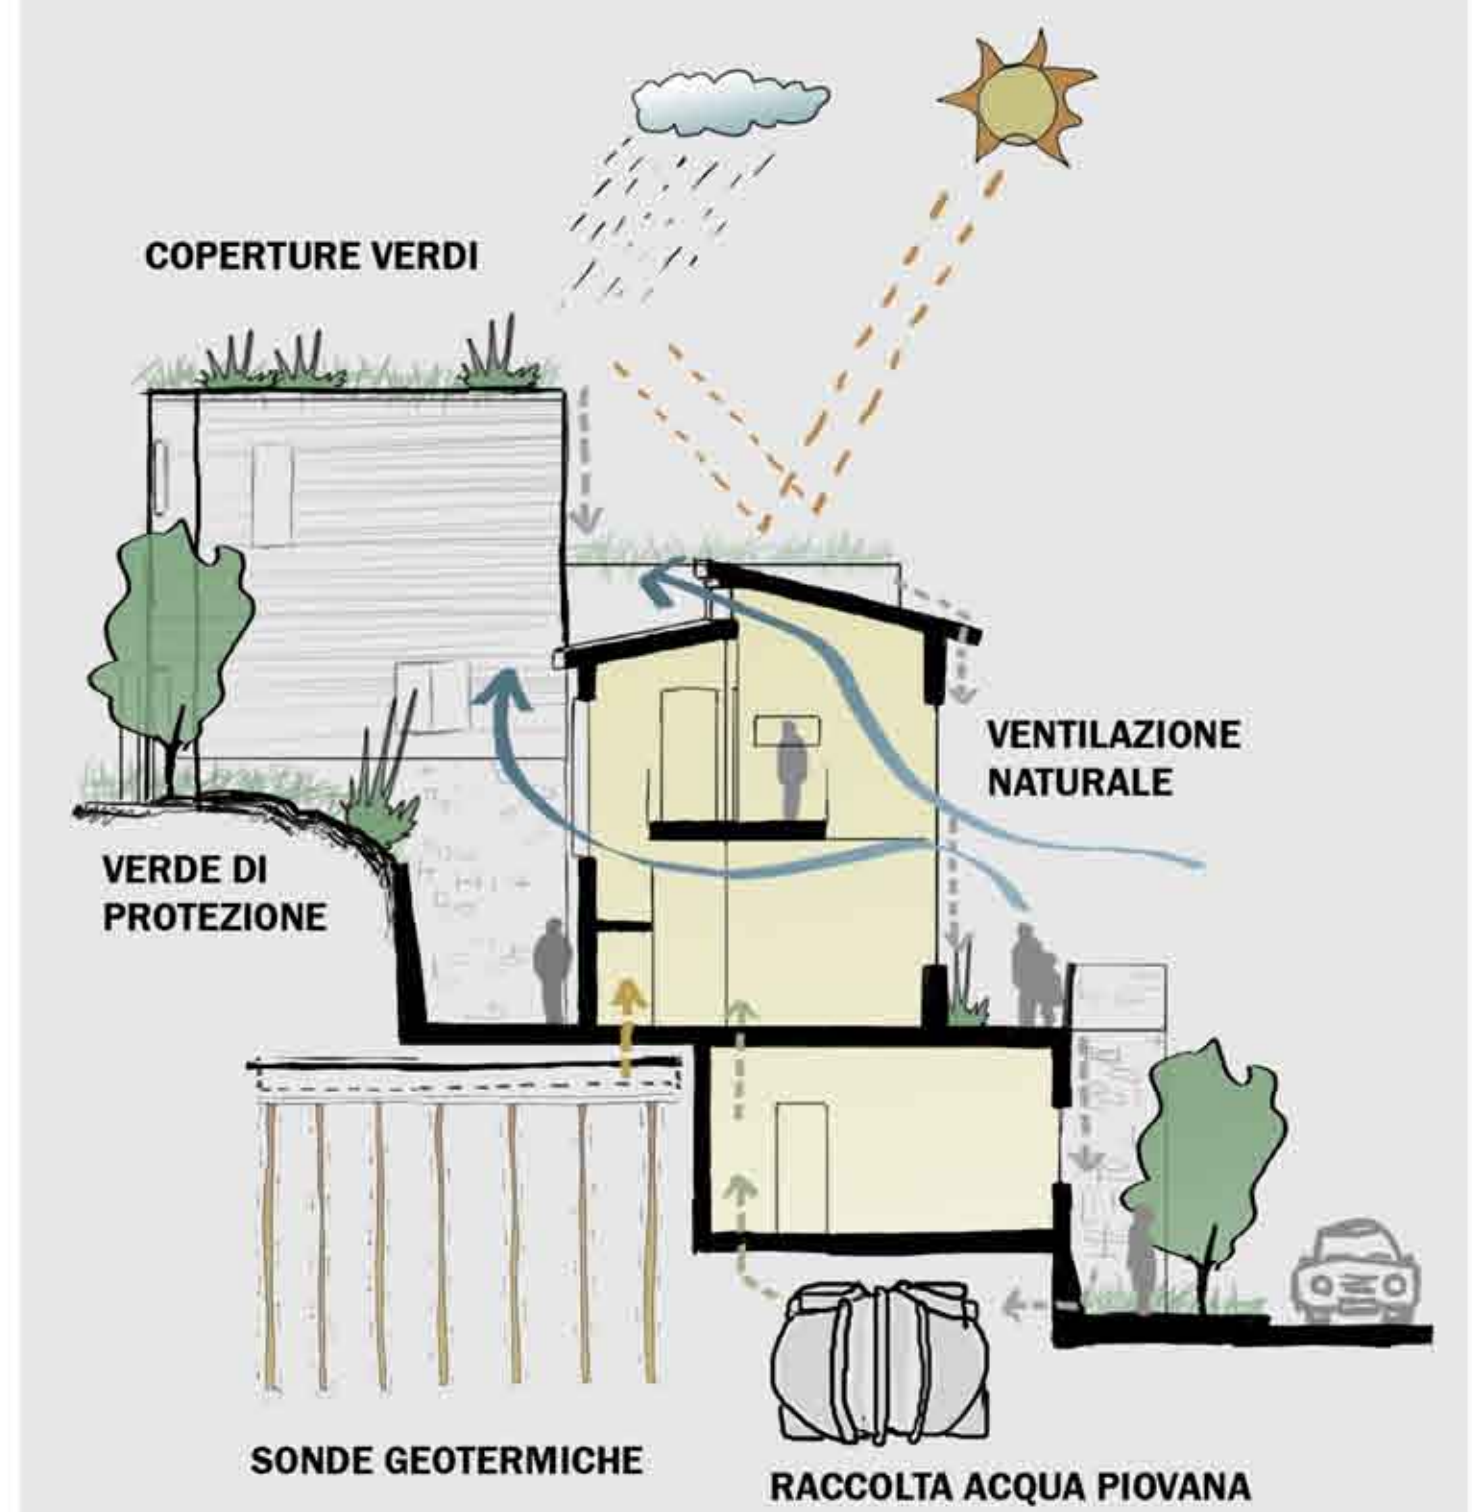 COPERTURE VERDI
VENTILAZIONE
NATURALE
VERDE DI
PROTEZIONE
SONDE GEOTERMICHE
RACCOLTA ACQUA PIOVANA